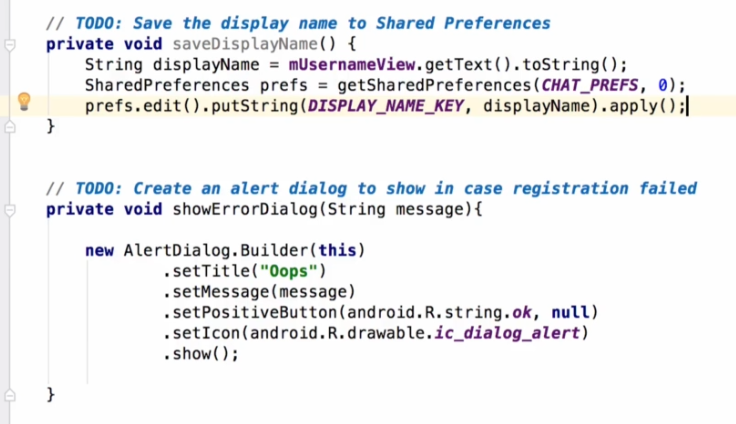 // TODO: Save the display name to Shared Preferences
private void saveDisplayName() {
String displayName = mUsernameView.getText().toString();
SharedPreferences prefs = getSharedPreferences(CHAT_PREFS, 0);
prefs.edit().putString(DISPLAY_NAME_KEY, displayName).apply();
}
// TODO: Create an alert dialog to show in case registration failed
private void showErrorDialog(String message){
new AlertDialog.Builder(this)
.setTitle("Oops")
.setMessage(message)
.setPositiveButton(android.R.string.ok, null)
.setIcon(android.R.drawable.ic_dialog_alert)
.show();
}